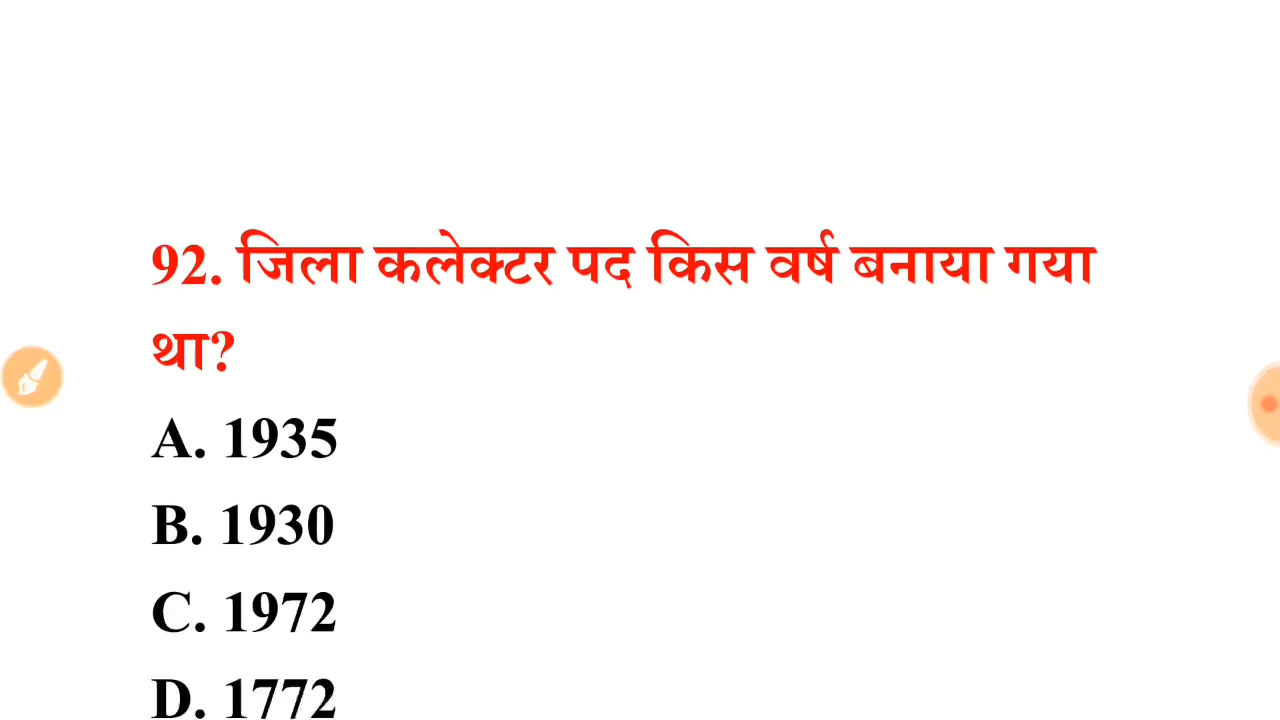 92. जिला कलेक्टर पद किस वर्ष बनाया गया
था?
A. 1935
B. 1930
C. 1972
D. 1772